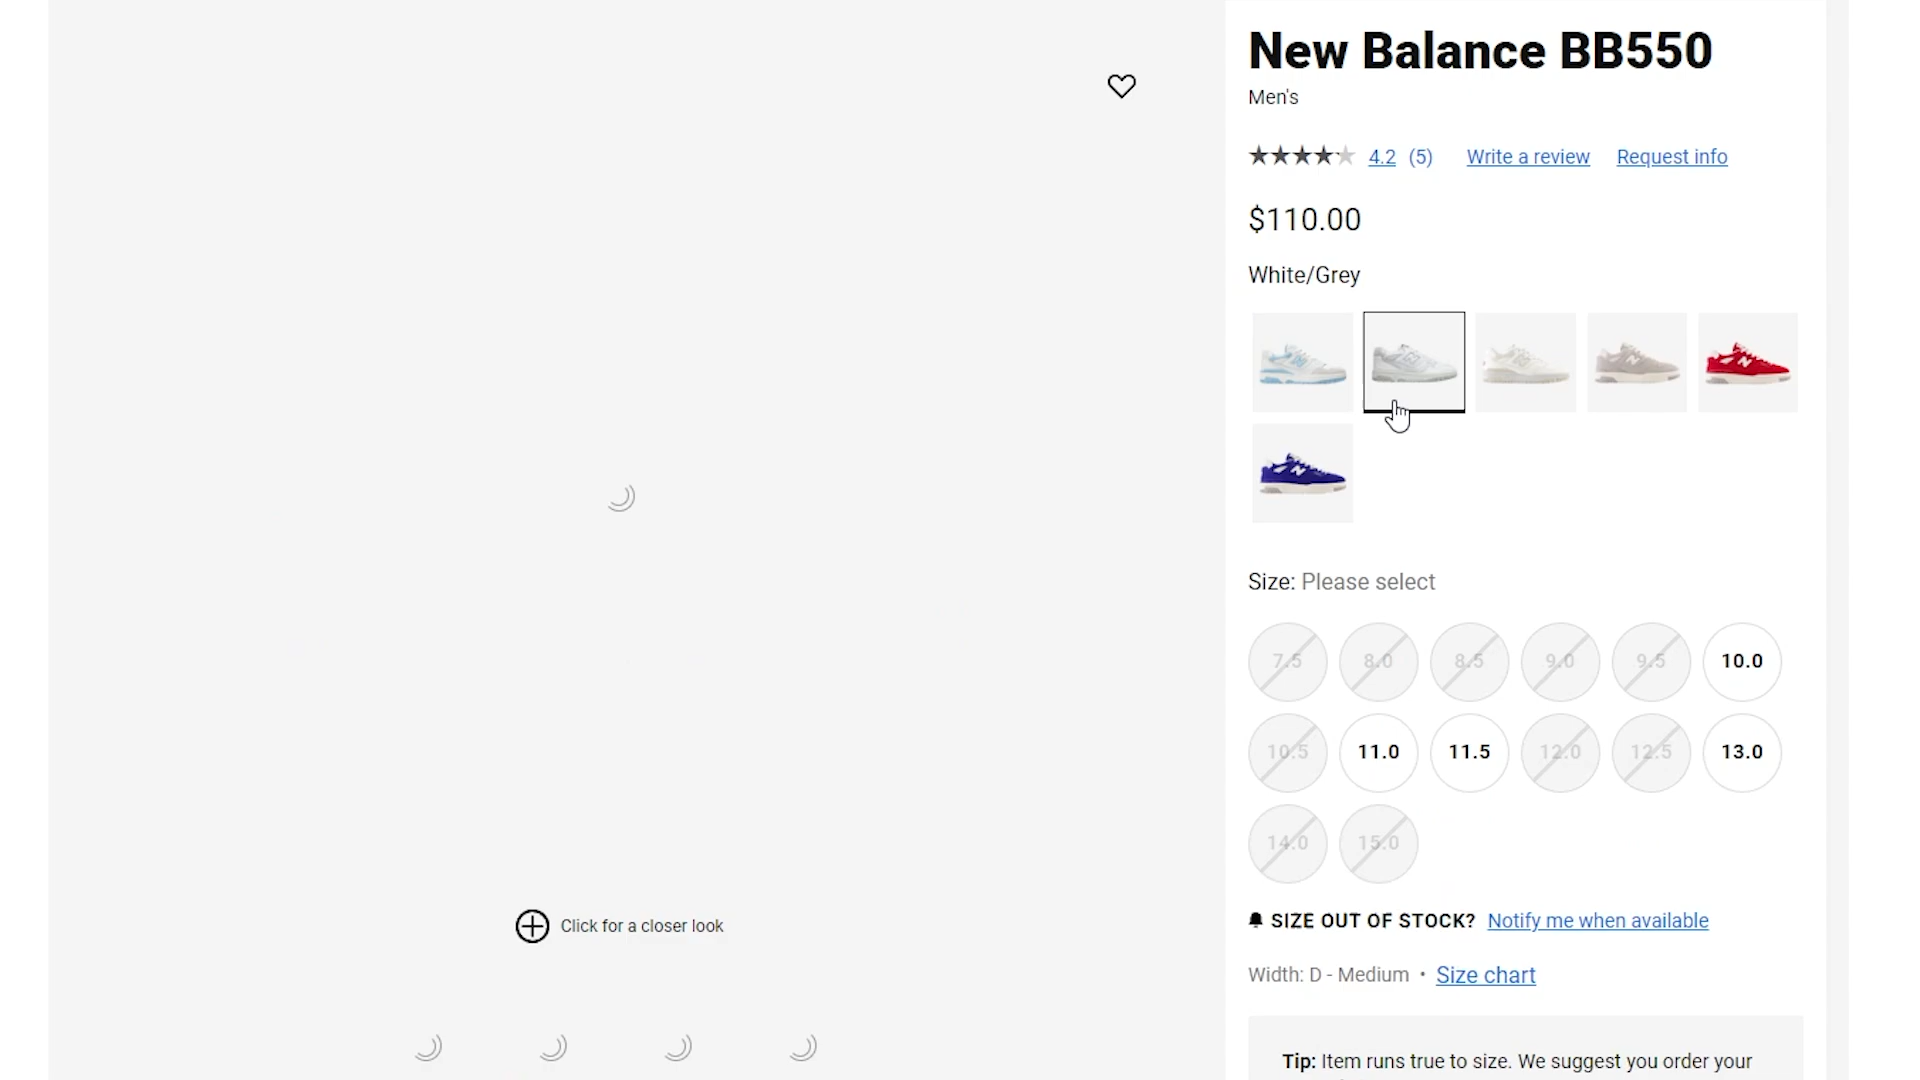 New Balance BB550
Men's
4.2 (5) Write a review Request info
$110.00
White/Grey
Size: Please select
7.5 8.0 8.5 9.0 9.5 10.0
10.5 11.0 11.5 12.0 12.5 13.0
14.0 15.0
SIZE OUT OF STOCK? Notify me when available
Width: D - Medium • Size chart
Click for a closer look
Tip: Item runs true to size. We suggest you order your